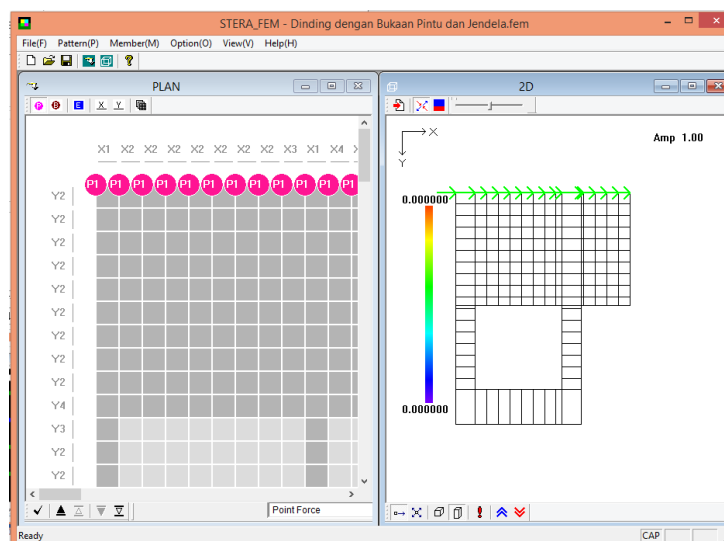 STERA_FEM - Dinding dengan Bukaan Pintu dan Jendela.fem
File(F) Pattern(P) Member(M) Option(O) View(V) Help(H)
PLAN
P B E X Y
X1 X2 X2 X2 X2 X2 X2 X2 X3 X1 X4
P1 P1 P1 P1 P1 P1 P1 P1 P1 P1 P1 P1
Y2
Y2
Y2
Y2
Y2
Y2
Y2
Y2
Y2
Y4
Y3
Y2
Y2
Point Force
2D
X
Y
Amp 1.00
0.000000
0.000000
Ready
CAP